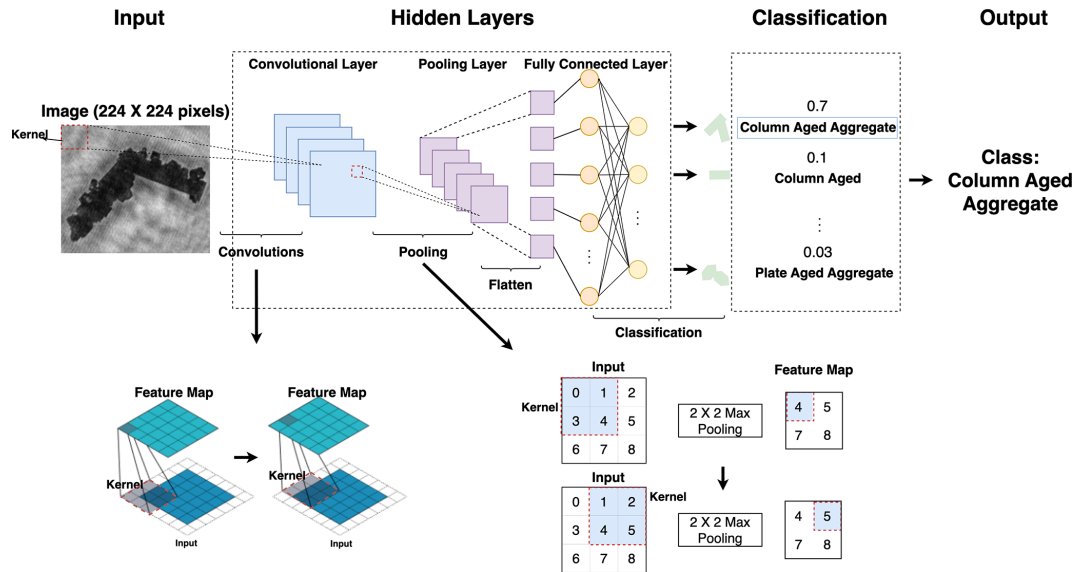 Input
Hidden Layers
Classification
Output
Convolutional Layer
Pooling Layer
Fully Connected Layer
Image (224 X 224 pixels)
Kernel
0.7
Column Aged Aggregate
0.1
Column Aged
⋮
0.03
Plate Aged Aggregate
Class:
Column Aged
Aggregate
Convolutions
Pooling
Flatten
Classification
Feature Map
Feature Map
Kernel
Kernel
Input
Input
Input
Feature Map
Kernel
0 1 2
3 4 5
6 7 8
2 X 2 Max
Pooling
4 5
7 8
Input
Kernel
0 1 2
3 4 5
6 7 8
2 X 2 Max
Pooling
4 5
7 8